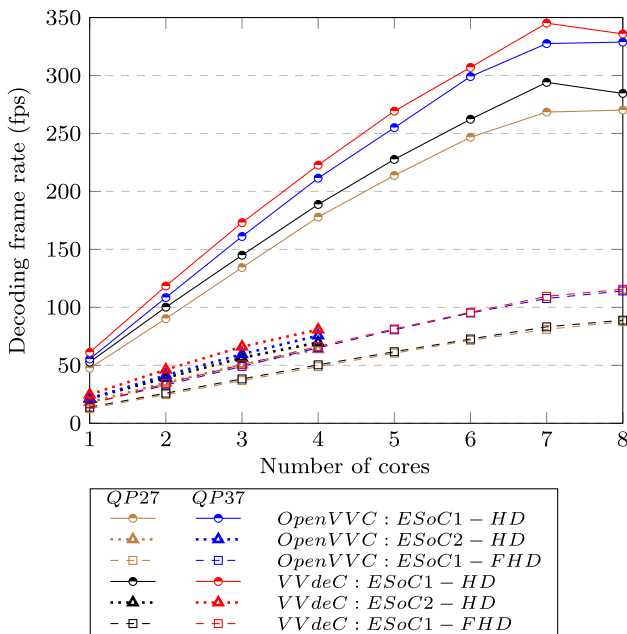 350
300
250
200
150
100
50
0
Decoding frame rate (fps)
1 2 3 4 5 6 7 8
Number of cores
QP27 QP37
OpenVVC : ESoC1 − HD
OpenVVC : ESoC2 − HD
OpenVVC : ESoC1 − FHD
VVdeC : ESoC1 − HD
VVdeC : ESoC2 − HD
VVdeC : ESoC1 − FHD